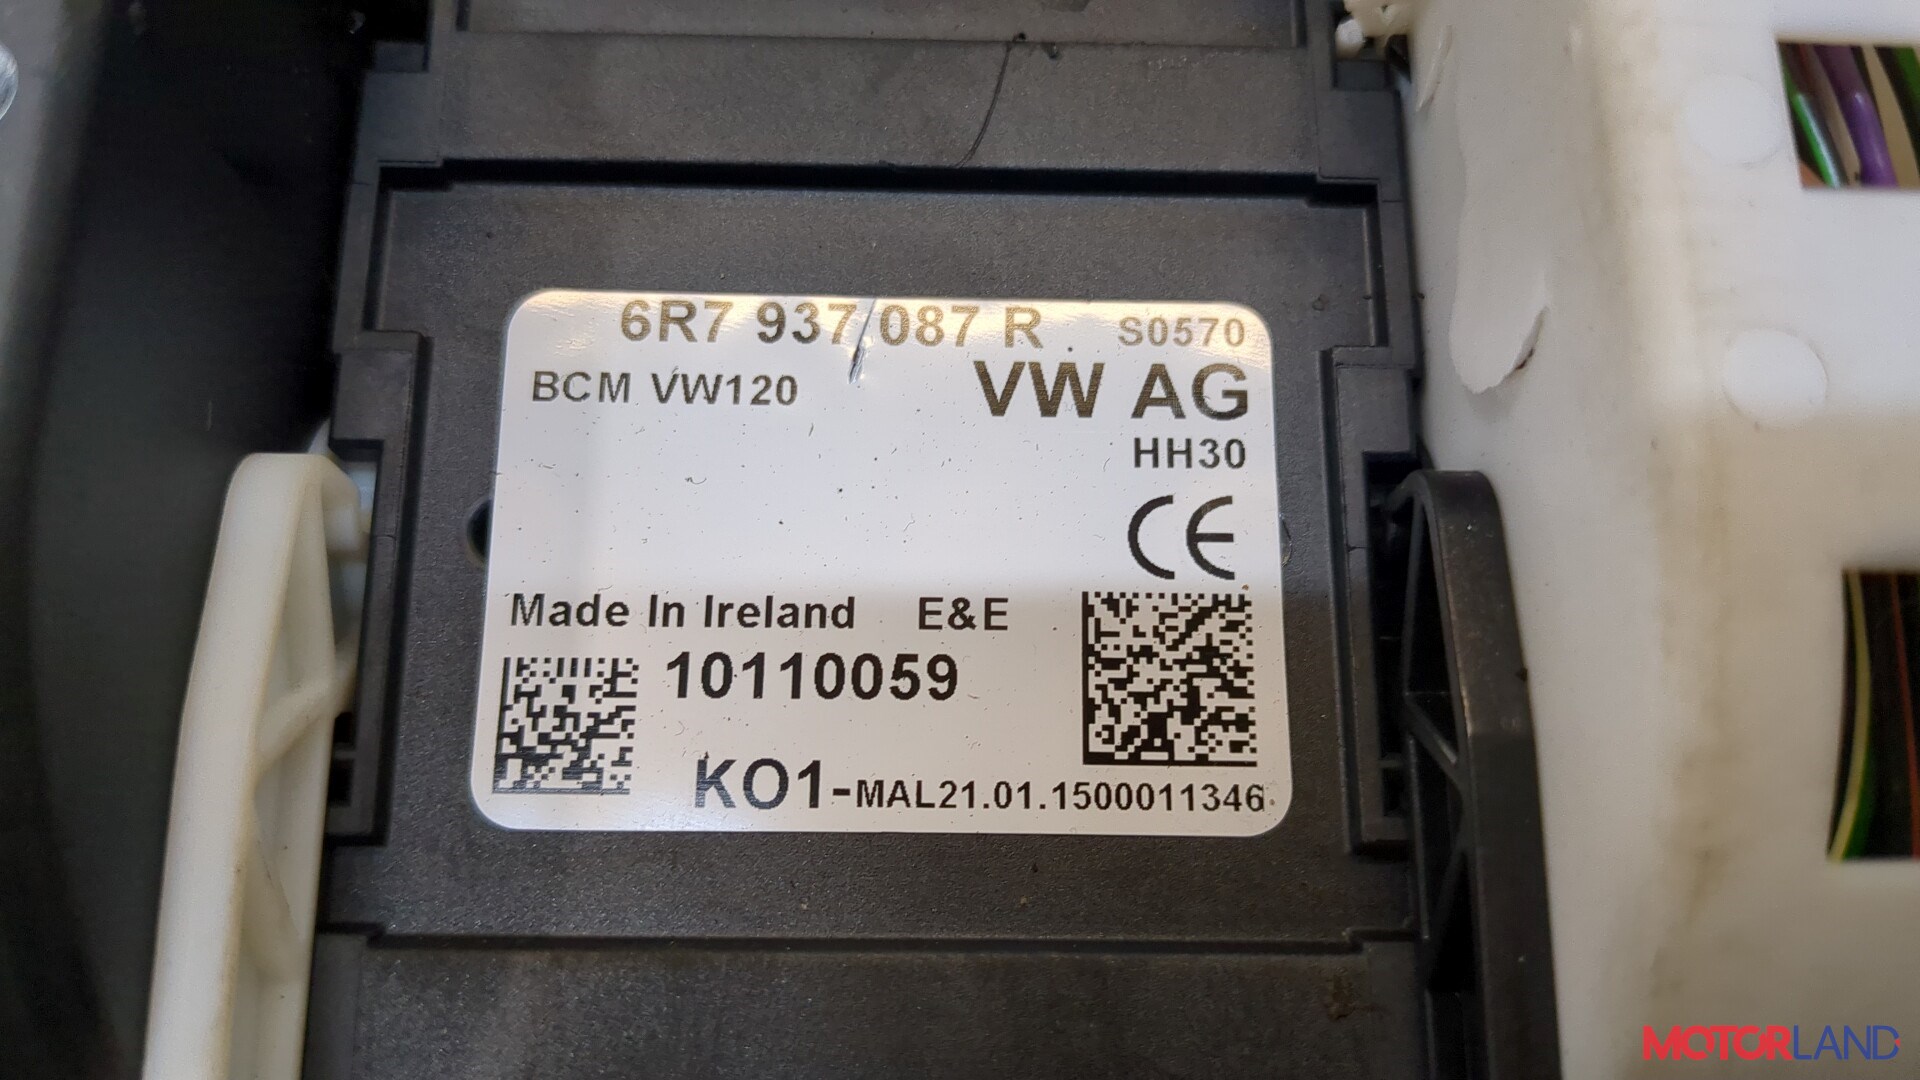 6R7 937 087 R S0570
BCM VW120 VW AG
HH30
CE
Made In Ireland E&E
10110059
KO1-MAL21.01.1500011346
MOTORLAND